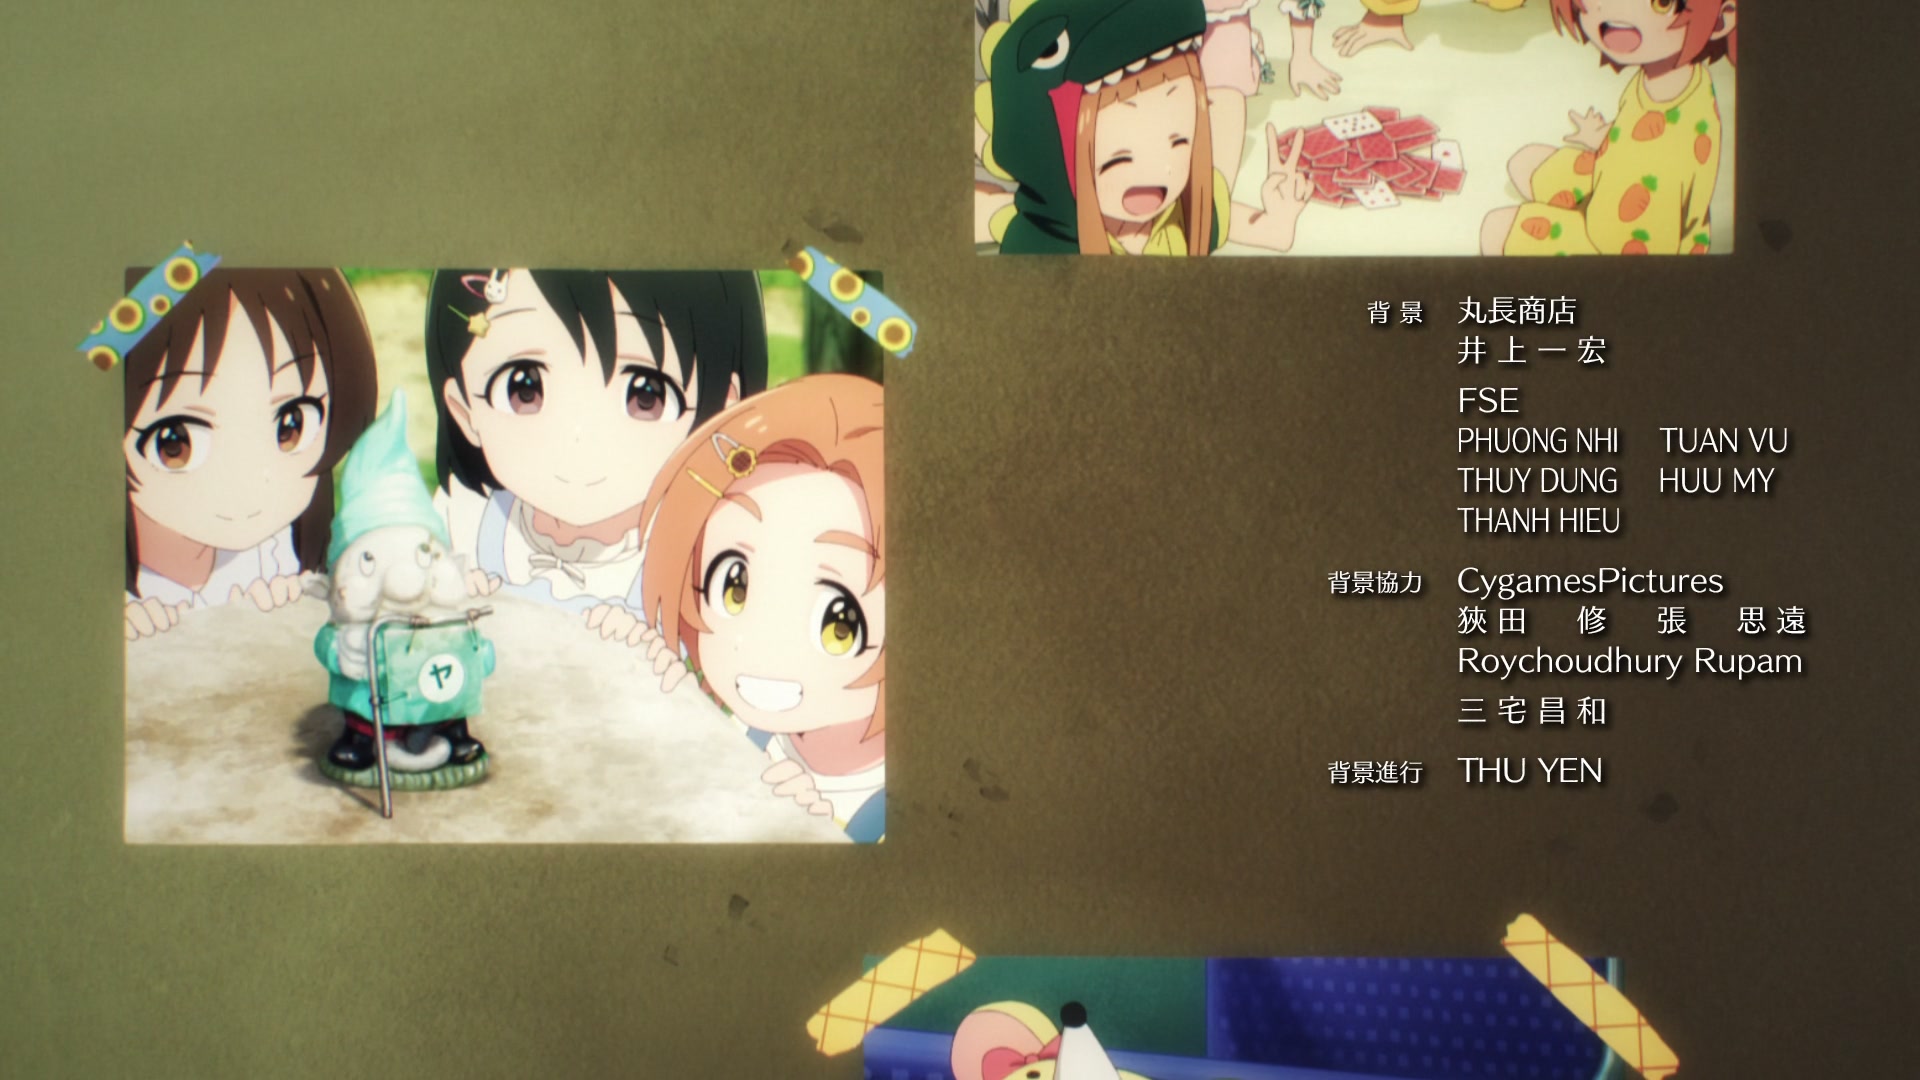 背景 丸長商店
井上一宏
FSE
PHUONG NHI TUAN VU
THUY DUNG HUU MY
THANH HIEU
背景協力 CygamesPictures
狹田 修 張 思遠
Roychoudhury Rupam
三宅昌和
背景進行 THU YEN
ヤ